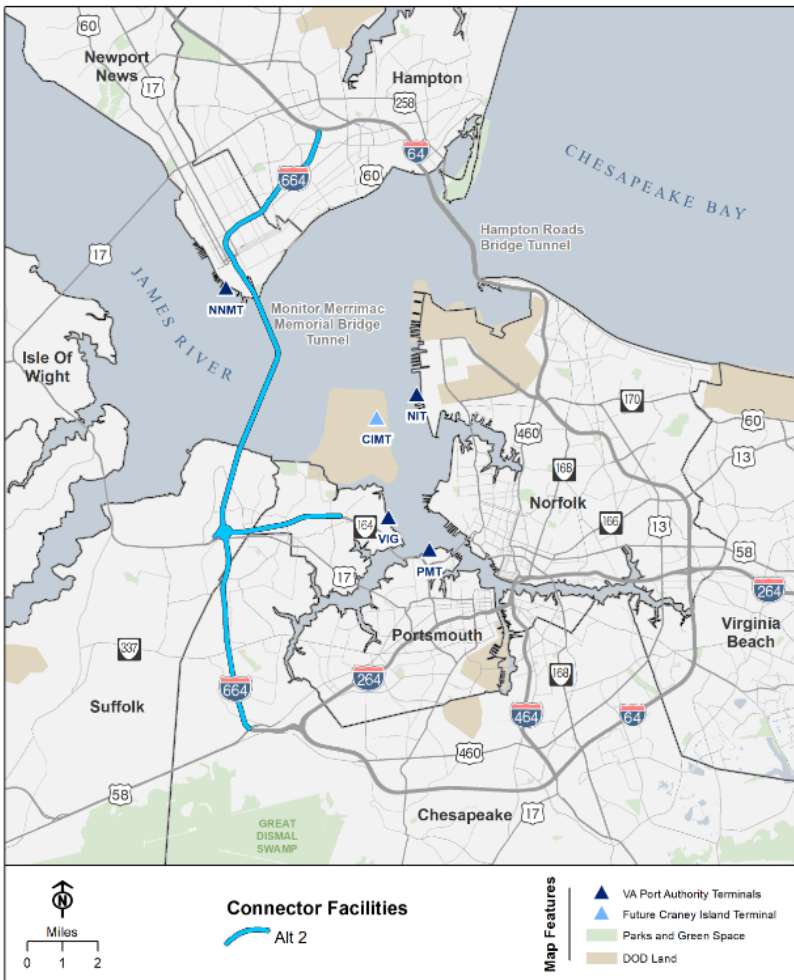 60
Newport
News
17
Hampton
258
64
664
60
CHESAPEAKE BAY
Hampton Roads
Bridge Tunnel
17
JAMES RIVER
NNMT
Monitor Merrimac
Memorial Bridge
Tunnel
Isle Of
Wight
NIT
CIMT
170
60
460
13
168
Norfolk
166
13
164
VIG
58
17
PMT
264
Virginia
Beach
Portsmouth
337
264
168
664
Suffolk
464
64
460
58
17
Chesapeake
GREAT
DISMAL
SWAMP
N
Miles
0 1 2
Connector Facilities
Alt 2
Map Features
VA Port Authority Terminals
Future Craney Island Terminal
Parks and Green Space
DOD Land